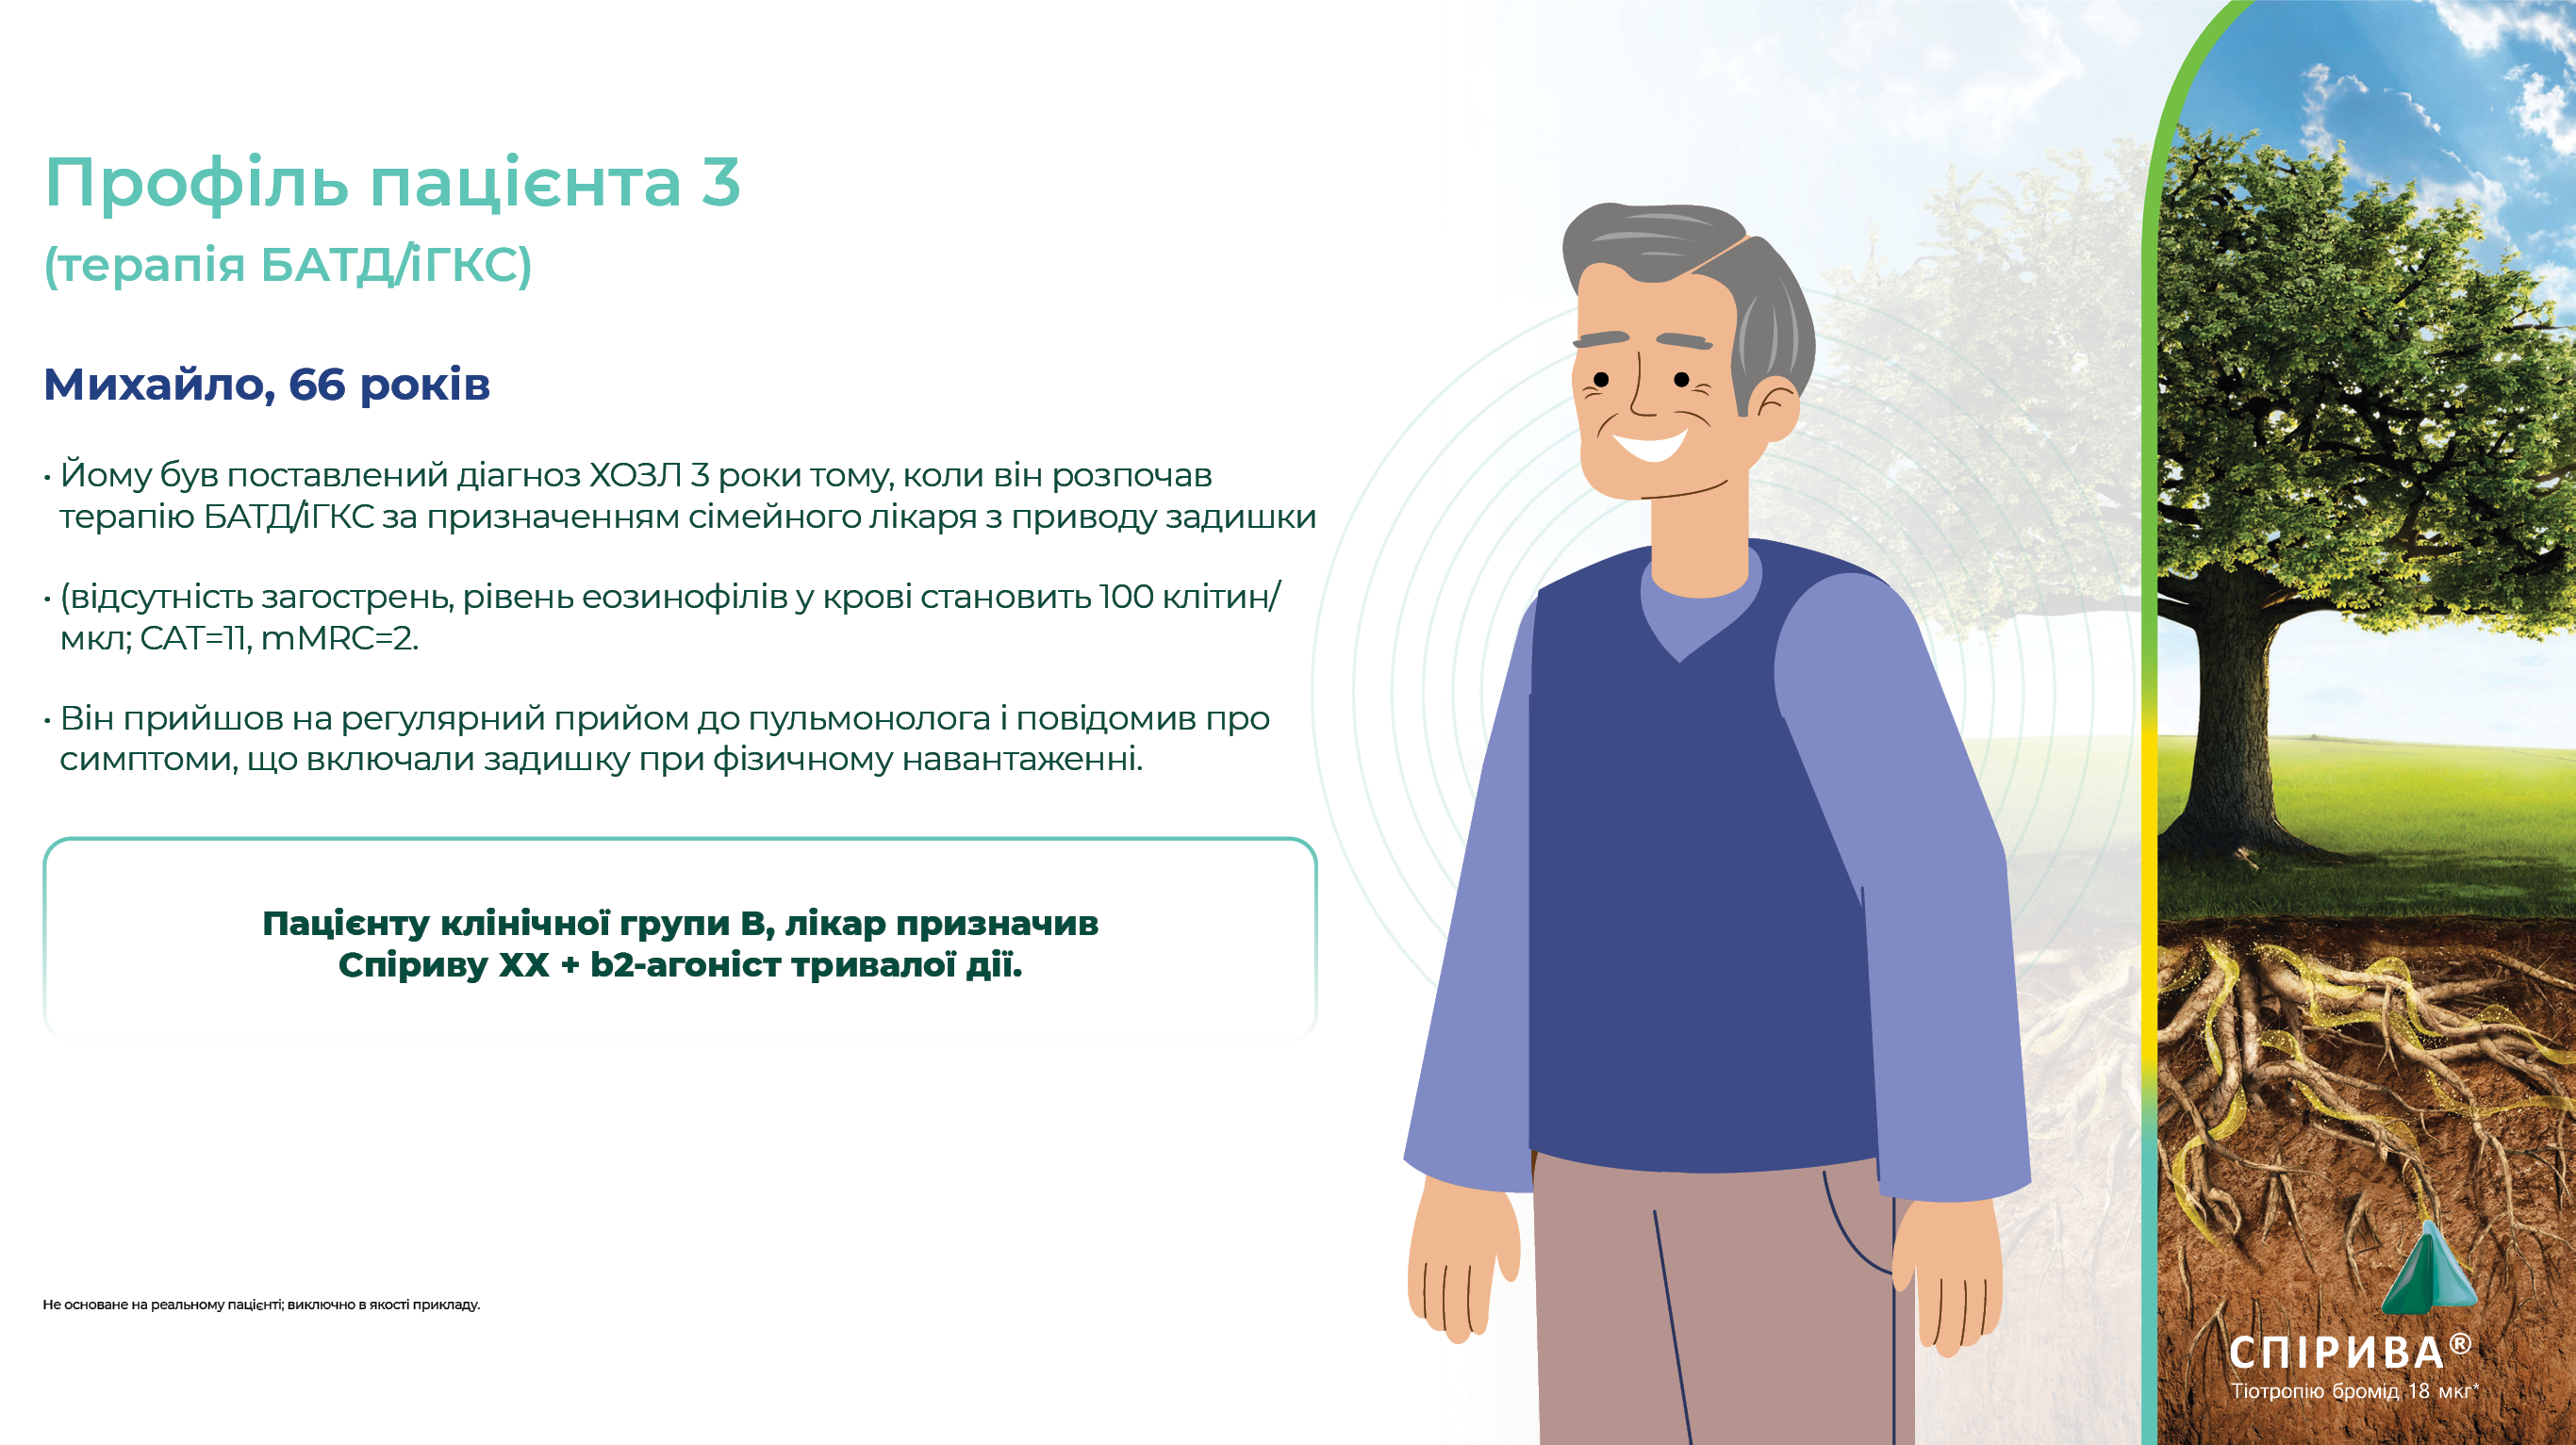 Профіль пацієнта 3
(терапія БАТД/іГКС)
Михайло, 66 років
· Йому був поставлений діагноз ХОЗЛ 3 роки тому, коли він розпочав
терапію БАТД/іГКС за призначенням сімейного лікаря з приводу задишки
· (відсутність загострень, рівень еозинофілів у крові становить 100 клітин/
мкл; CAT=11, mMRC=2.
· Він прийшов на регулярний прийом до пульмонолога і повідомив про
симптоми, що включали задишку при фізичному навантаженні.
Пацієнту клінічної групи В, лікар призначив
Спіриву ХХ + b2-агоніст тривалої дії.
Не основане на реальному пацієнті; виключно в якості прикладу.
СПІРИВА®
Тіотропію бромід 18 мкг*